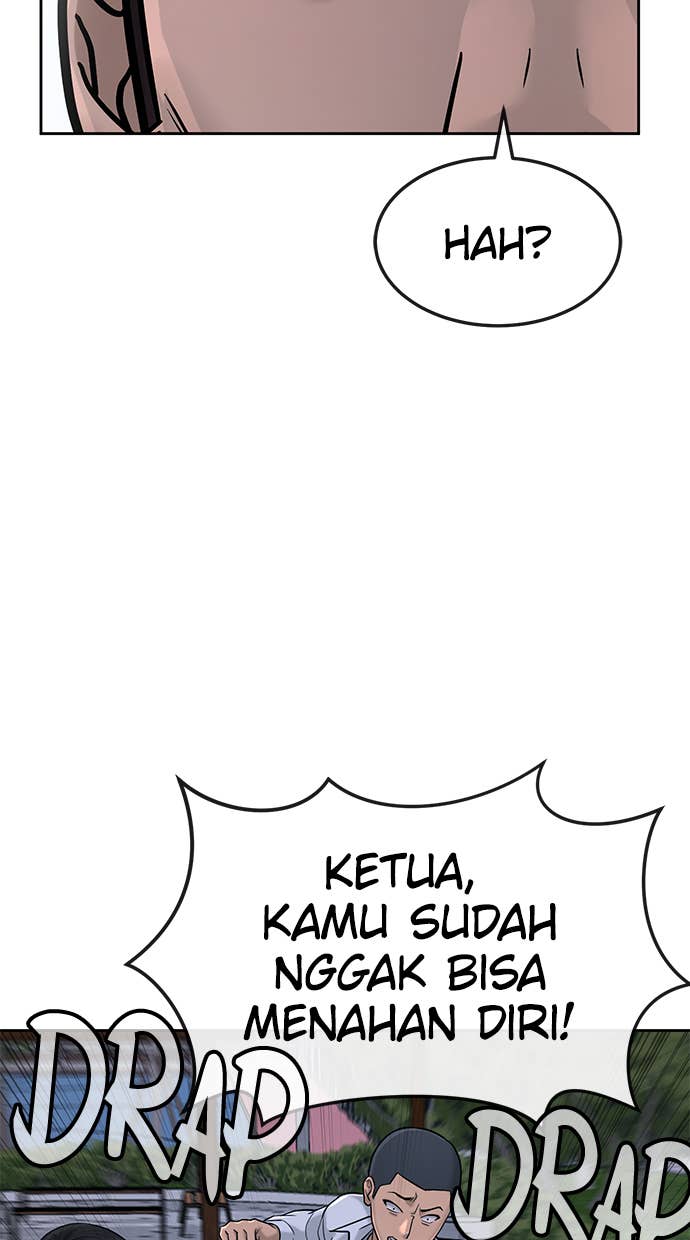 HAH?
KETUA,
KAMU SUDAH
NGGAK BISA
MENAHAN DIRI!
DRAP
DRAP